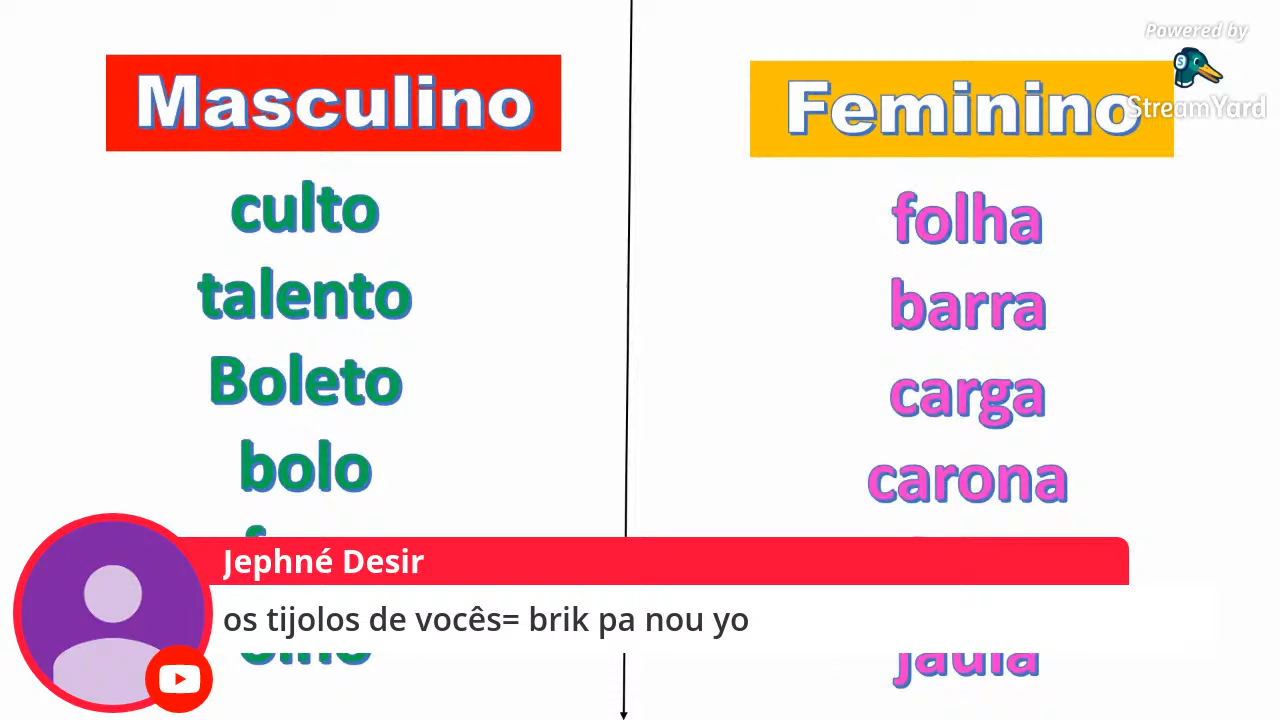 Powered by
StreamYard
Masculino
Feminino
culto
folha
talento
barra
Boleto
carga
bolo
carona
Jephné Desir
os tijolos de vocês= brik pa nou yo
jaula